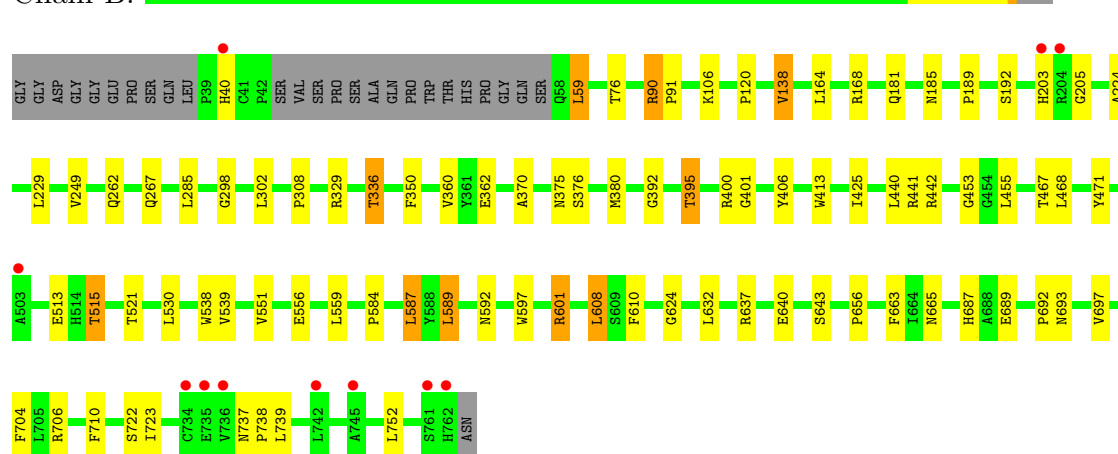 Chain B:
GLY GLY ASP GLY GLY GLU PRO SER GLN LEU P39 H40 C41 P42 SER VAL SER PRO SER ALA GLN PRO TRP THR HIS PRO GLY GLN SER Q58 L59 T76 R90 P91 K106 P120 V138 L164 R168 Q181 N185 P189 S192 H203 R204 G205 A224
L229 V249 Q262 Q267 L285 G298 L302 P308 R329 T336 F350 V360 Y361 E362 A370 N375 S376 M380 G392 T395 R400 G401 Y406 W413 I425 L440 R441 R442 G453 G454 L455 T467 L468 Y471
A503 E513 H514 T515 T521 L530 W538 V539 V551 E556 L559 P584 L587 Y588 L589 N592 W597 R601 L608 S609 F610 G624 L632 R637 E640 S643 P656 F663 I664 N665 H687 A688 E689 P692 N693 V697
F704 L705 R706 F710 S722 I723 C734 E735 V736 N737 P738 L739 L742 A745 L752 S761 H762 ASN